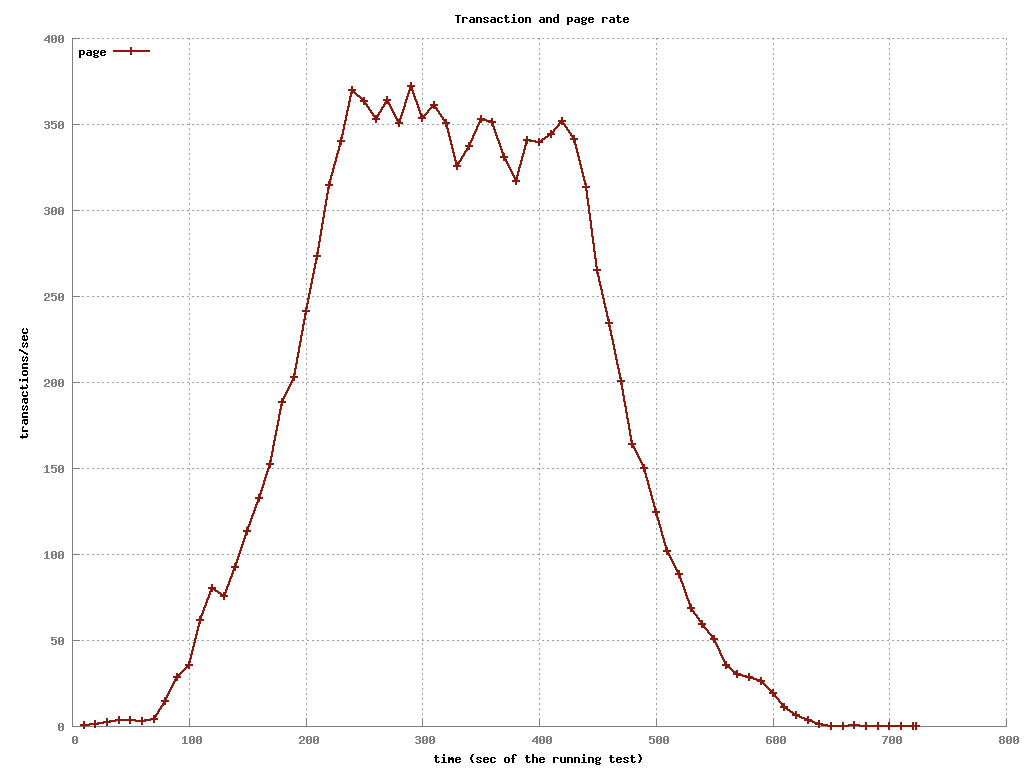 Transaction and page rate
page
400
350
300
250
200
150
100
50
0
transactions/sec
0 100 200 300 400 500 600 700 800
time (sec of the running test)